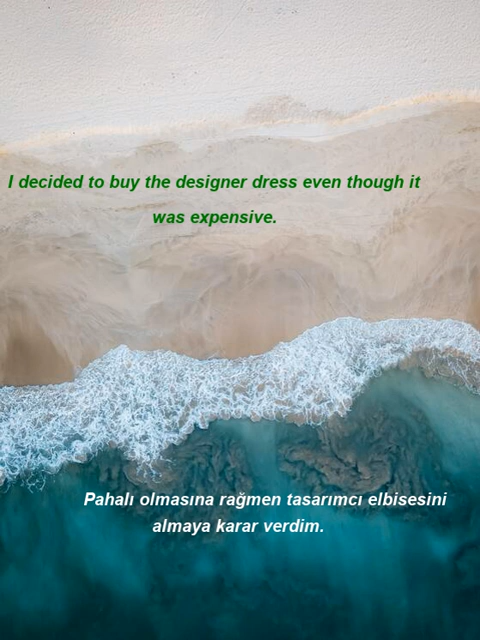 I decided to buy the designer dress even though it
was expensive.
Pahalı olmasına rağmen tasarımcı elbisesini
almaya karar verdim.